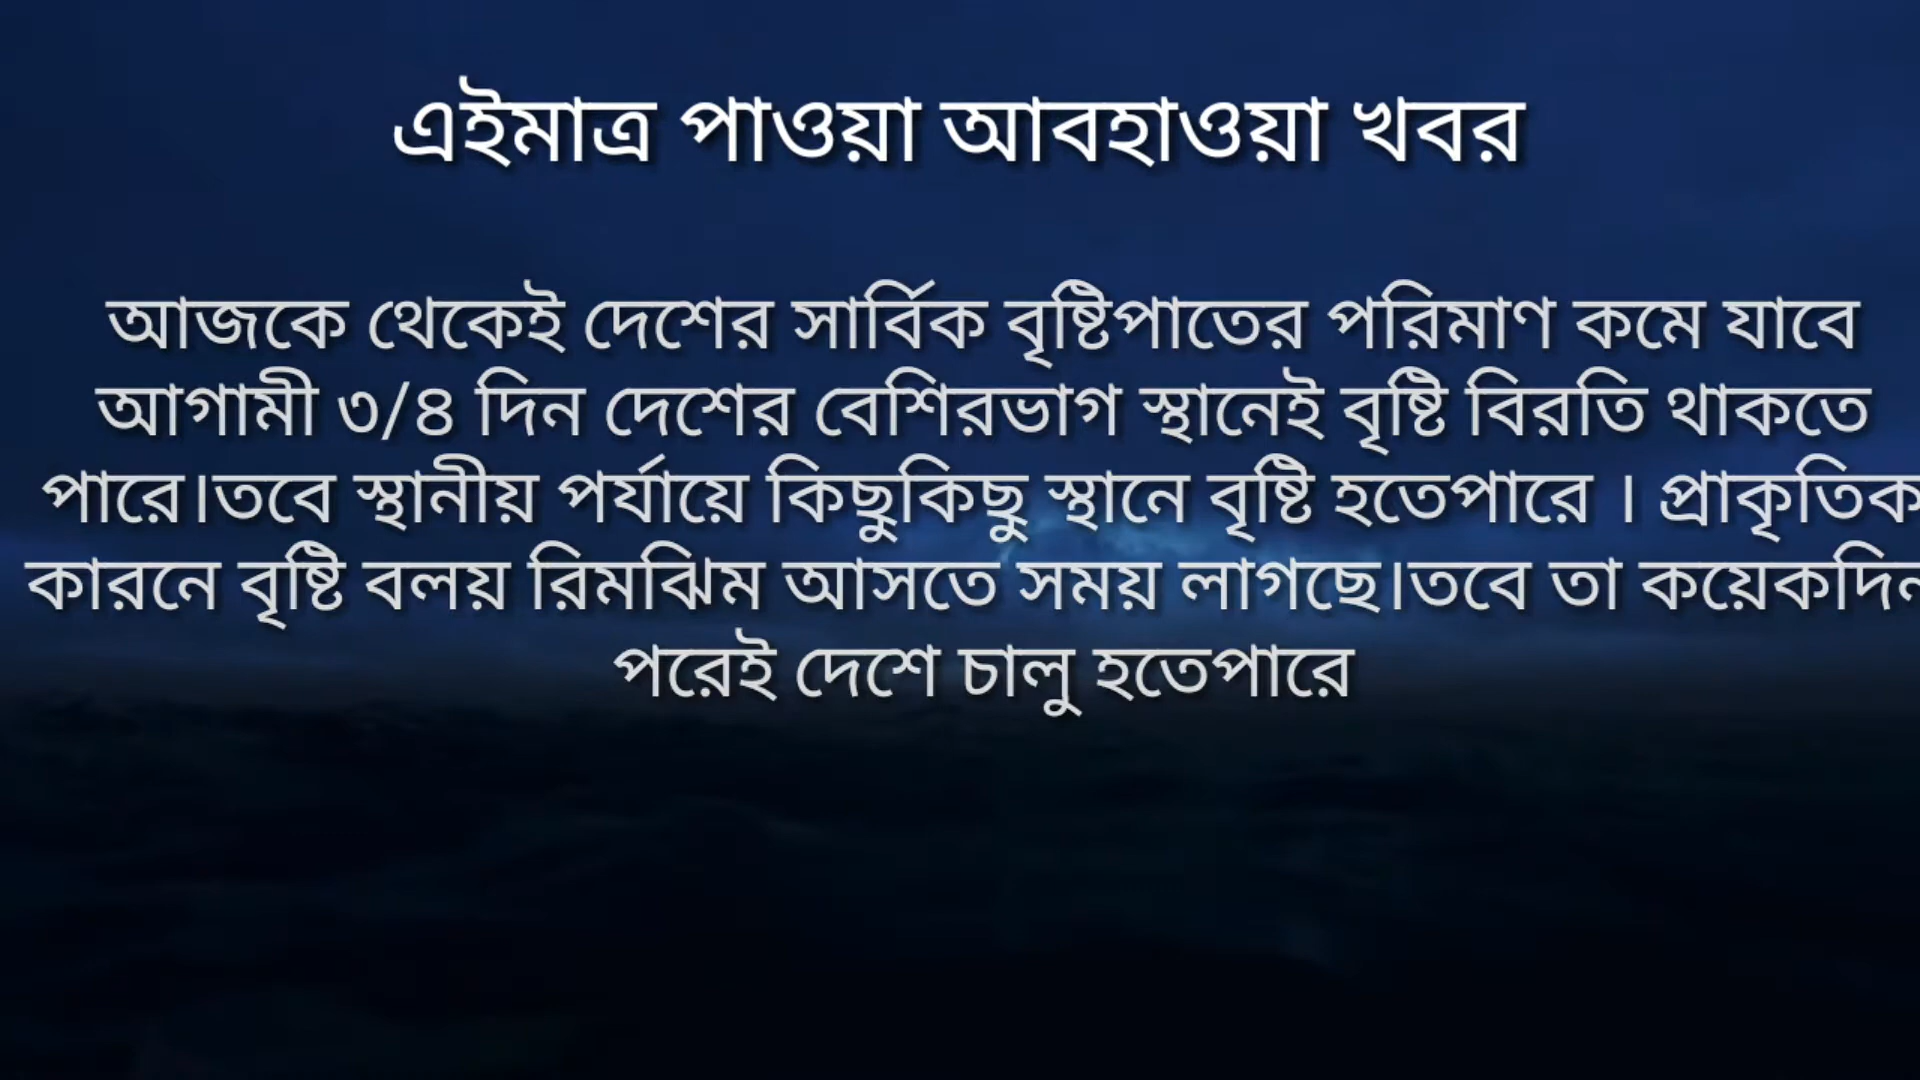 এইমাত্র পাওয়া আবহাওয়া খবর
আজকে থেকেই দেশের সার্বিক বৃষ্টিপাতের পরিমাণ কমে যাবে
আগামী ৩/৪ দিন দেশের বেশিরভাগ স্থানেই বৃষ্টি বিরতি থাকতে
পারে।তবে স্থানীয় পর্যায়ে কিছুকিছু স্থানে বৃষ্টি হতেপারে । প্রাকৃতিক
কারনে বৃষ্টি বলয় রিমঝিম আসতে সময় লাগছে।তবে তা কয়েকদিন
পরেই দেশে চালু হতেপারে